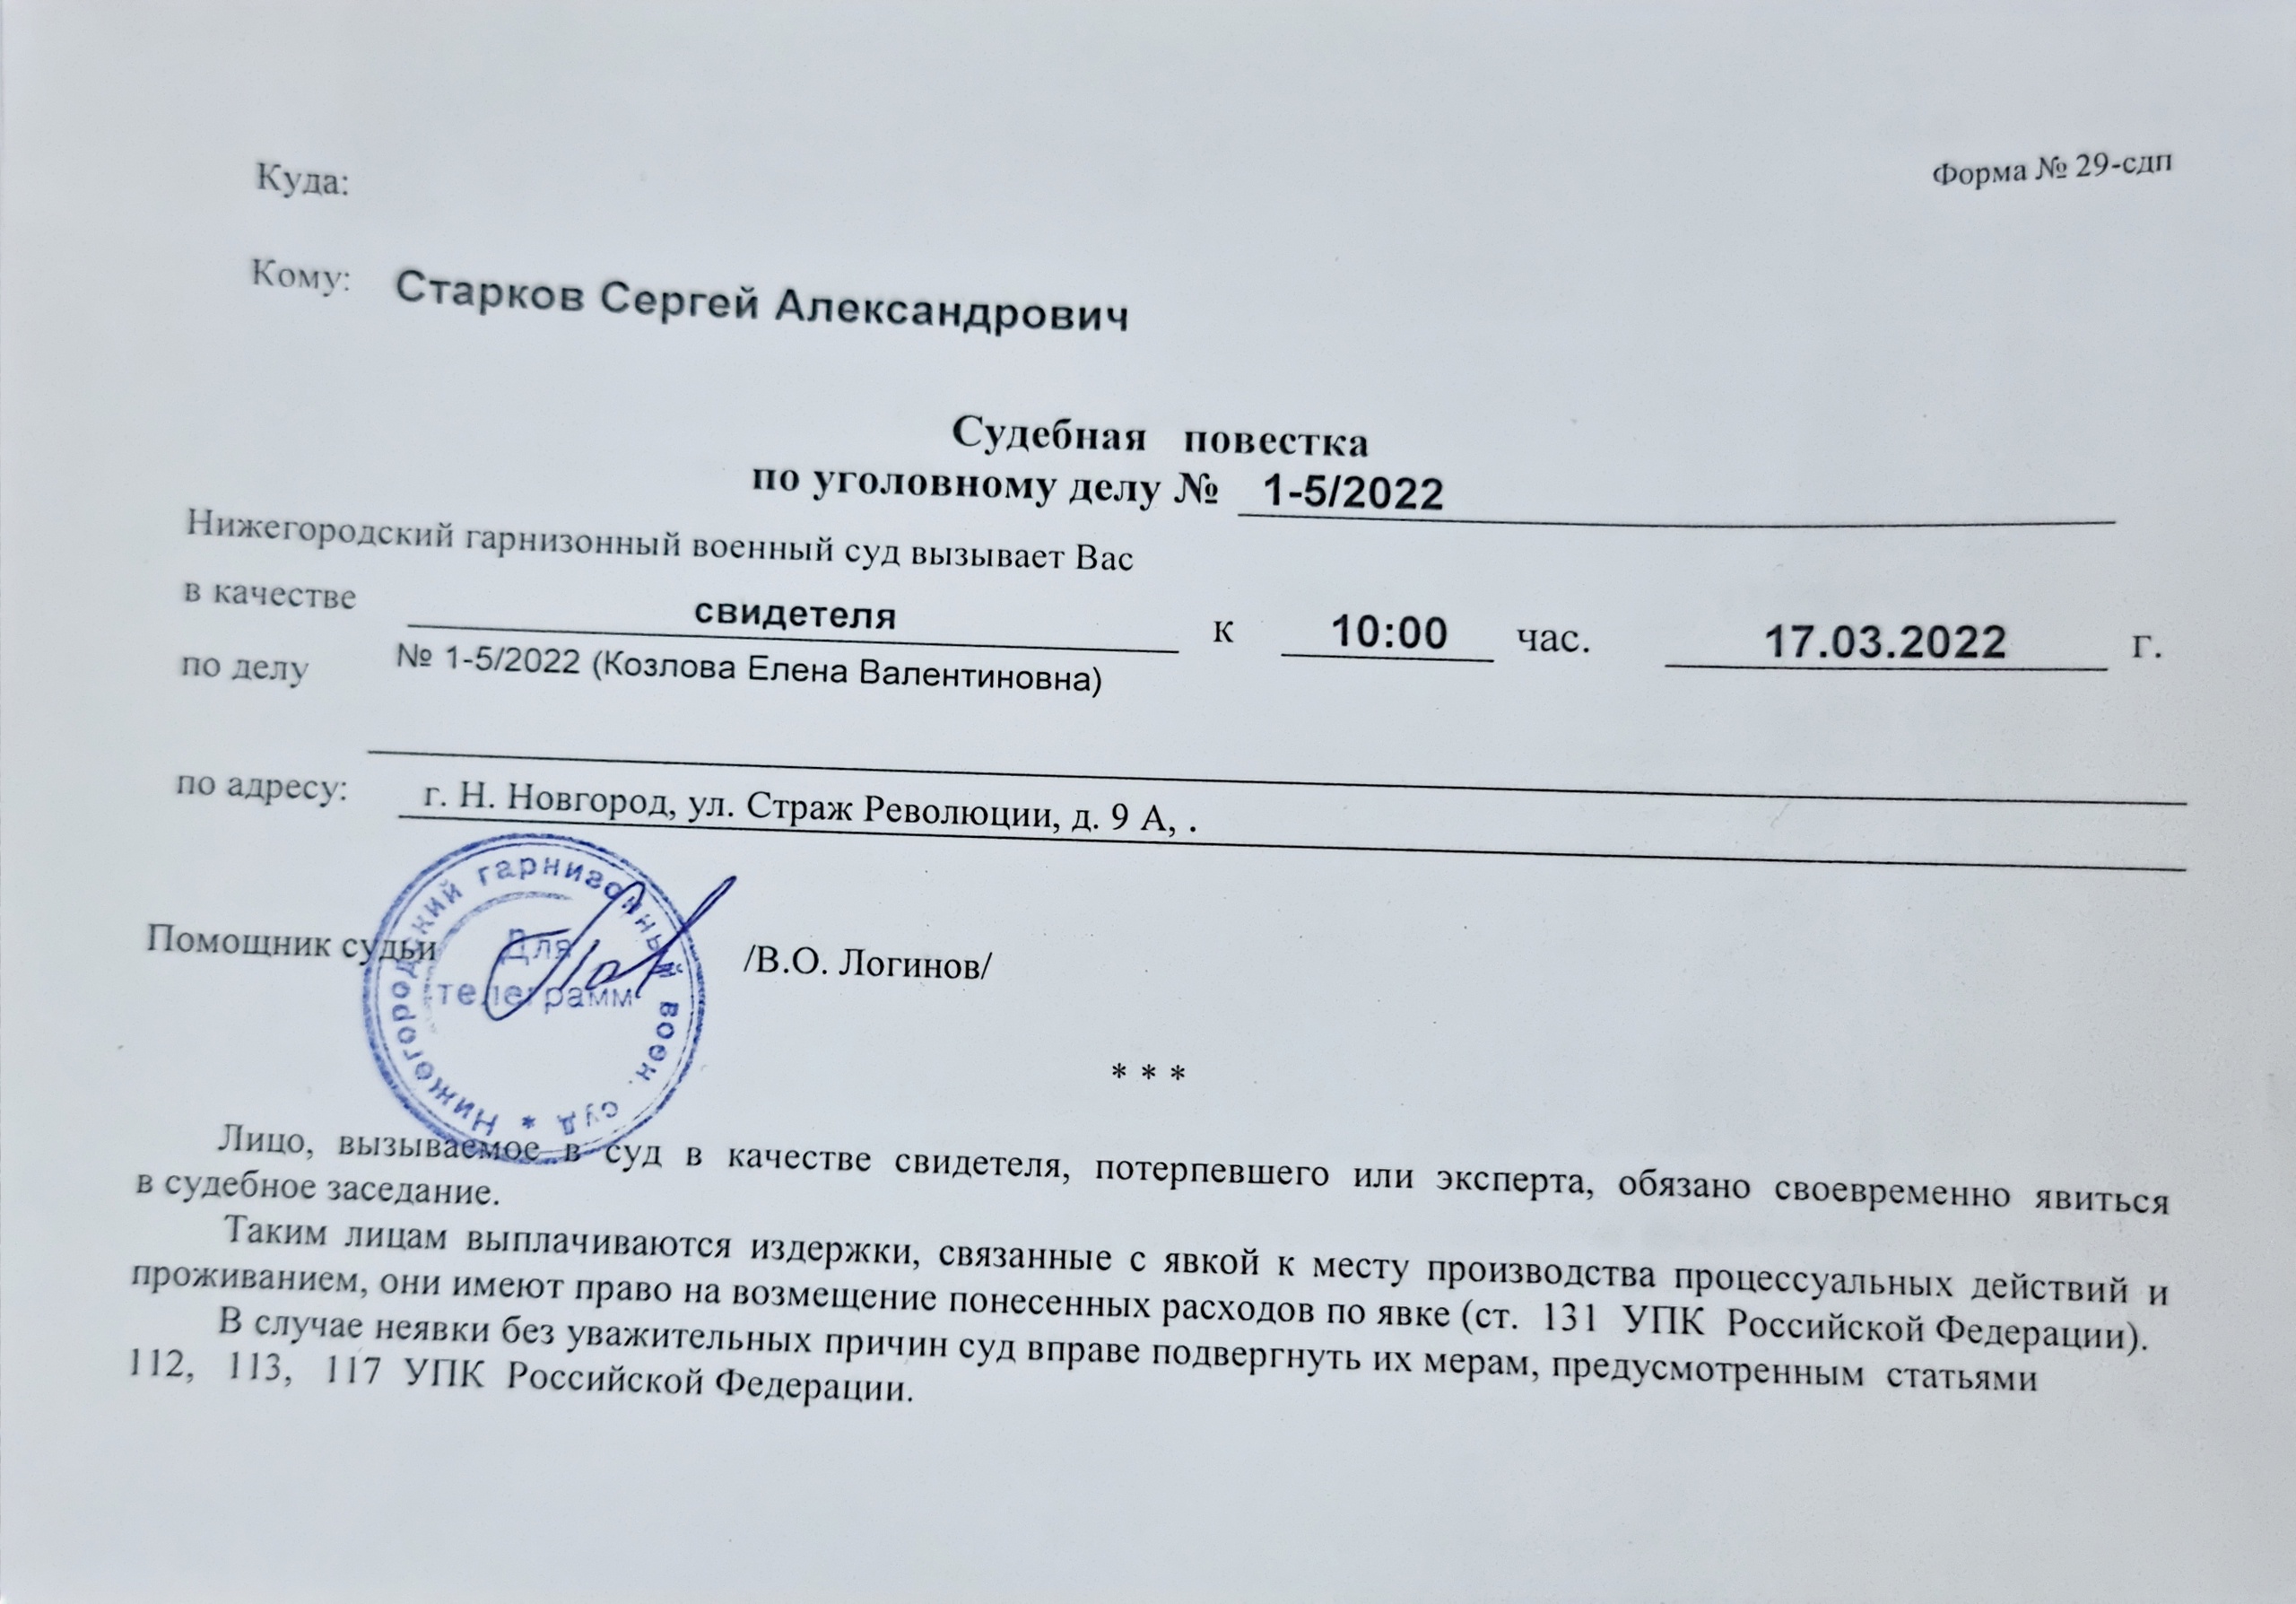 Форма № 29-сдп
Куда:
Кому: Старков Сергей Александрович
Судебная повестка
по уголовному делу № 1-5/2022
Нижегородский гарнизонный военный суд вызывает Вас
в качестве свидетеля к 10:00 час. 17.03.2022 г.
по делу № 1-5/2022 (Козлова Елена Валентиновна)
по адресу: г. Н. Новгород, ул. Страж Революции, д. 9 А, .
Помощник судьи /В.О. Логинов/
Нижегородский гарнизонный воен. суд *
Для
телеграмм
* * *
Лицо, вызываемое в суд в качестве свидетеля, потерпевшего или эксперта, обязано своевременно явиться
в судебное заседание.
Таким лицам выплачиваются издержки, связанные с явкой к месту производства процессуальных действий и
проживанием, они имеют право на возмещение понесенных расходов по явке (ст. 131 УПК Российской Федерации).
В случае неявки без уважительных причин суд вправе подвергнуть их мерам, предусмотренным статьями
112, 113, 117 УПК Российской Федерации.